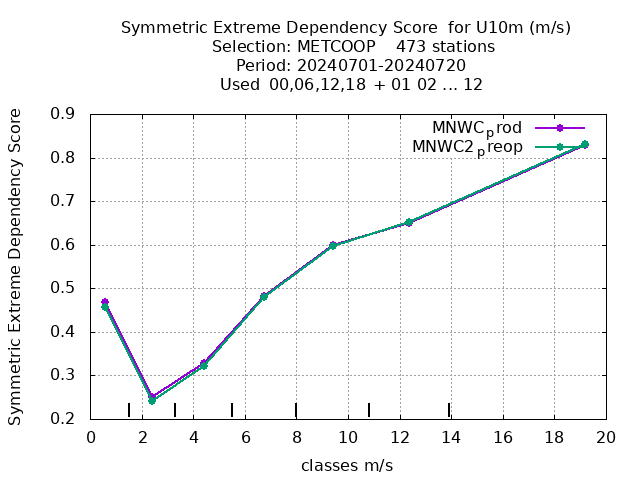 Symmetric Extreme Dependency Score  for U10m (m/s)
Selection: METCOOP    473 stations
Period: 20240701-20240720
Used  00,06,12,18  + 01 02 ... 12
Symmetric Extreme Dependency Score
0.9
0.8
0.7
0.6
0.5
0.4
0.3
0.2
MNWCprod
MNWC2preop
0 2 4 6 8 10 12 14 16 18 20
classes m/s